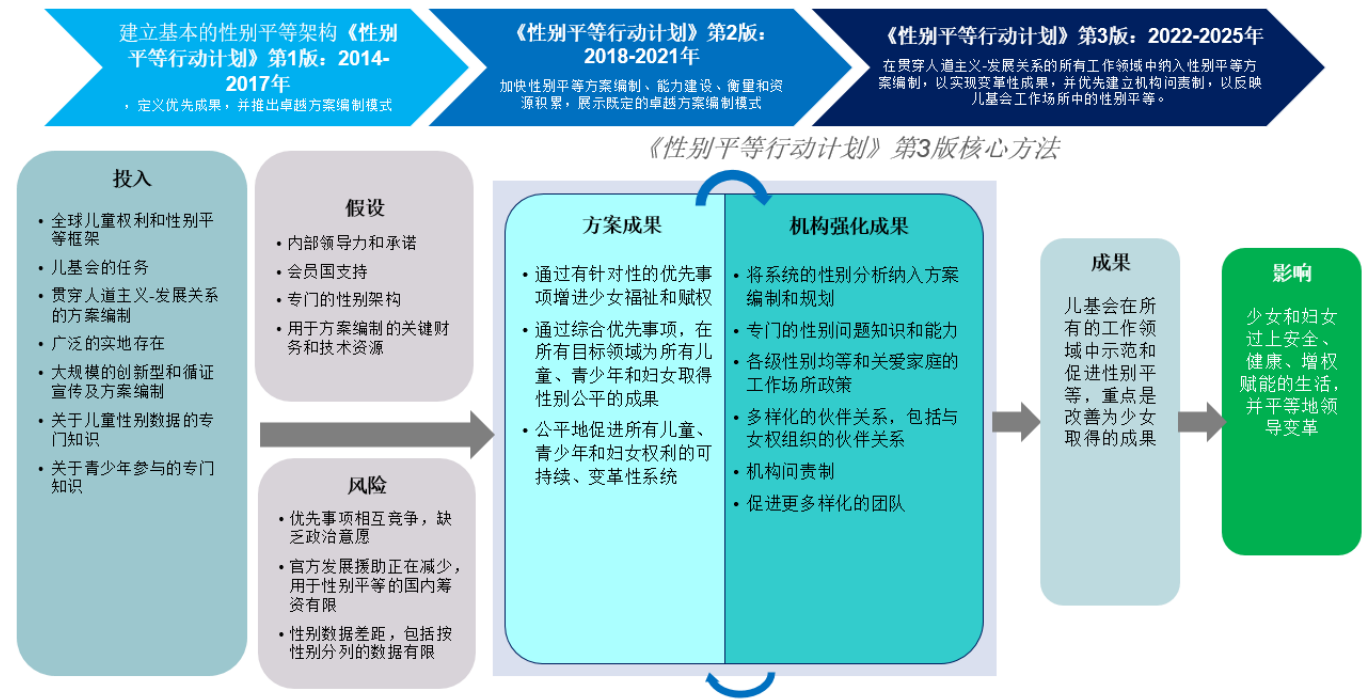 建立基本的性别平等架构《性别
平等行动计划》第1版：2014-
2017年
，定义优先成果，并推出卓越方案编制模式
《性别平等行动计划》第2版：
2018-2021年
加快性别平等方案编制、能力建设、衡量和资
源积累，展示既定的卓越方案编制模式
《性别平等行动计划》第3版：2022-2025年
在贯穿人道主义-发展关系的所有工作领域中纳入性别平等方
案编制，以实现变革性成果，并优先建立机构问责制，以反映
儿基会工作场所中的性别平等。
《性别平等行动计划》第3版核心方法
投入
• 全球儿童权利和性别平
等框架
• 儿基会的任务
• 贯穿人道主义-发展关系
的方案编制
• 广泛的实地存在
• 大规模的创新型和循证
宣传及方案编制
• 关于儿童性别数据的专
门知识
• 关于青少年参与的专门
知识
假设
• 内部领导力和承诺
• 会员国支持
• 专门的性别架构
• 用于方案编制的关键财
务和技术资源
风险
• 优先事项相互竞争，缺
乏政治意愿
• 官方发展援助正在减少，
用于性别平等的国内筹
资有限
• 性别数据差距，包括按
性别分列的数据有限
方案成果
• 通过有针对性的优先事
项增进少女福祉和赋权
• 通过综合优先事项，在
所有目标领域为所有儿
童、青少年和妇女取得
性别公平的成果
• 公平地促进所有儿童、
青少年和妇女权利的可
持续、变革性系统
机构强化成果
• 将系统的性别分析纳入方案
编制和规划
• 专门的性别问题知识和能力
• 各级性别均等和关爱家庭的
工作场所政策
• 多样化的伙伴关系，包括与
女权组织的伙伴关系
• 机构问责制
• 促进更多样化的团队
成果
儿基会在所
有的工作领
域中示范和
促进性别平
等，重点是
改善为少女
取得的成果
影响
少女和妇女
过上安全、
健康、增权
赋能的生活，
并平等地领
导变革